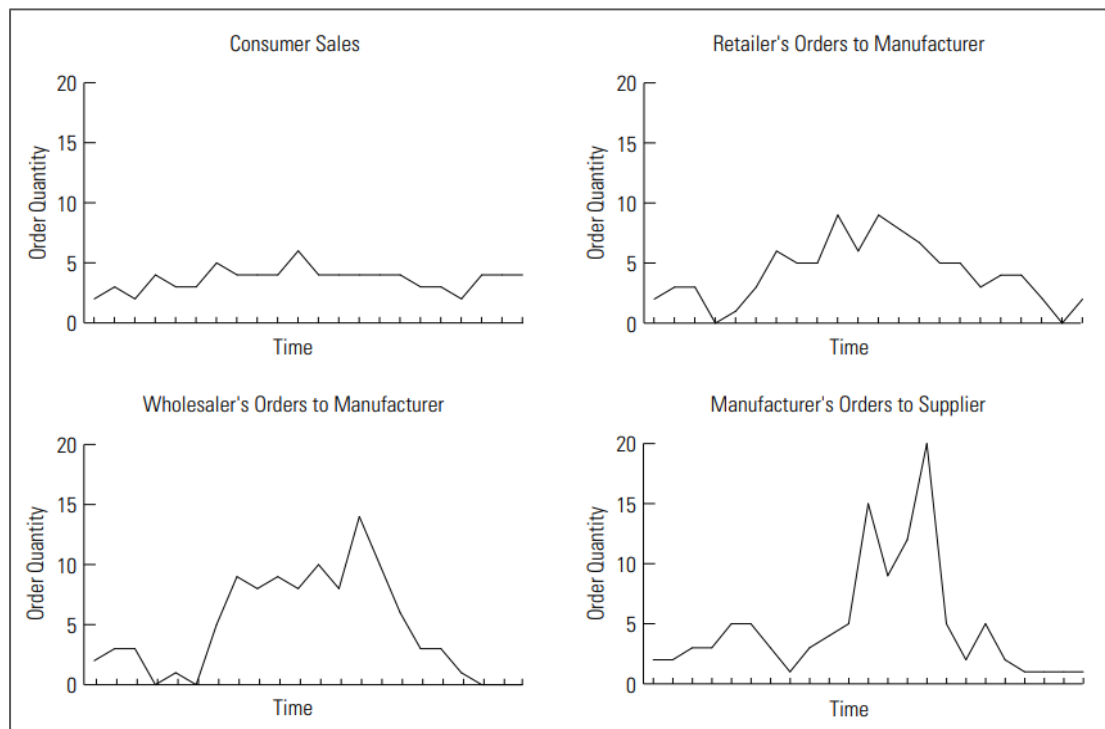 Consumer Sales
20
15
10
5
0
Order Quantity
Time
Retailer's Orders to Manufacturer
20
15
10
5
0
Order Quantity
Time
Wholesaler's Orders to Manufacturer
20
15
10
5
0
Order Quantity
Time
Manufacturer's Orders to Supplier
20
15
10
5
0
Order Quantity
Time